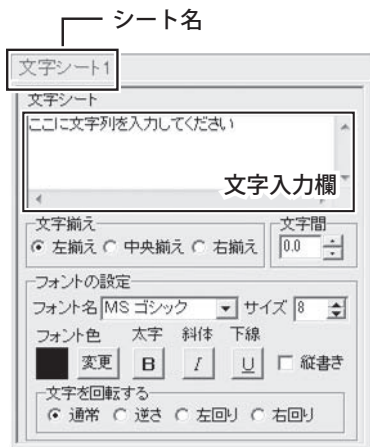 シート名
文字シート1
文字シート
ここに文字列を入力してください
文字入力欄
文字揃え 文字間
左揃え 中央揃え 右揃え 0.0
フォントの設定
フォント名 MS ゴシック サイズ 8
フォント色 太字 斜体 下線
変更 B I U 縦書き
文字を回転する
通常 逆さ 左回り 右回り